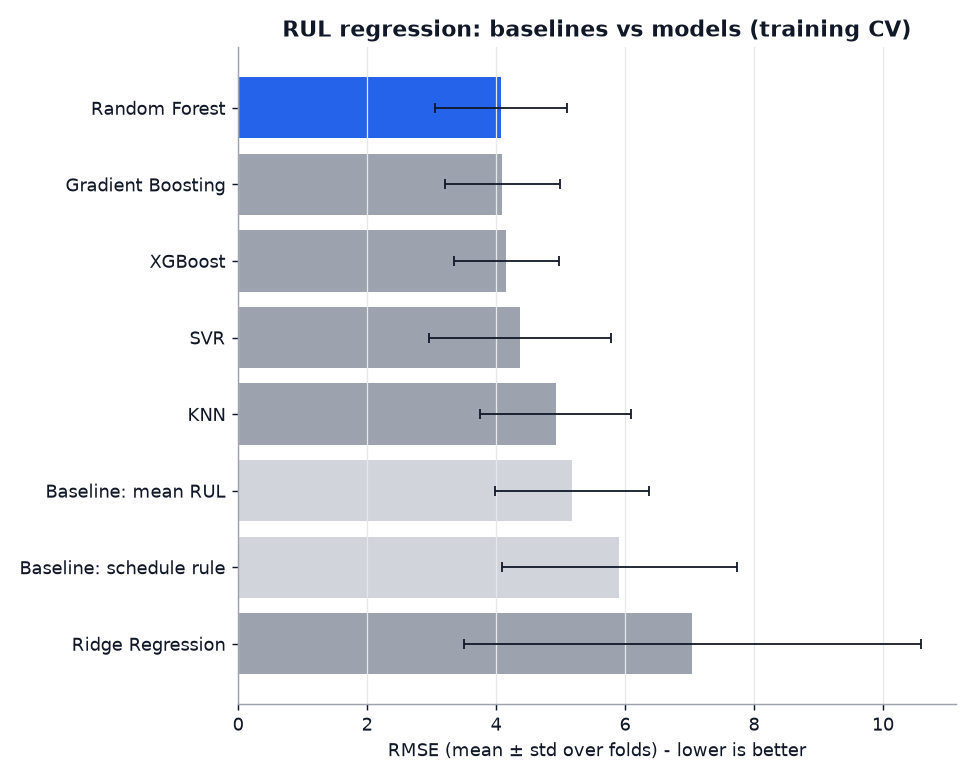 RUL regression: baselines vs models (training CV)
Random Forest
Gradient Boosting
XGBoost
SVR
KNN
Baseline: mean RUL
Baseline: schedule rule
Ridge Regression
0 2 4 6 8 10
RMSE (mean ± std over folds) - lower is better